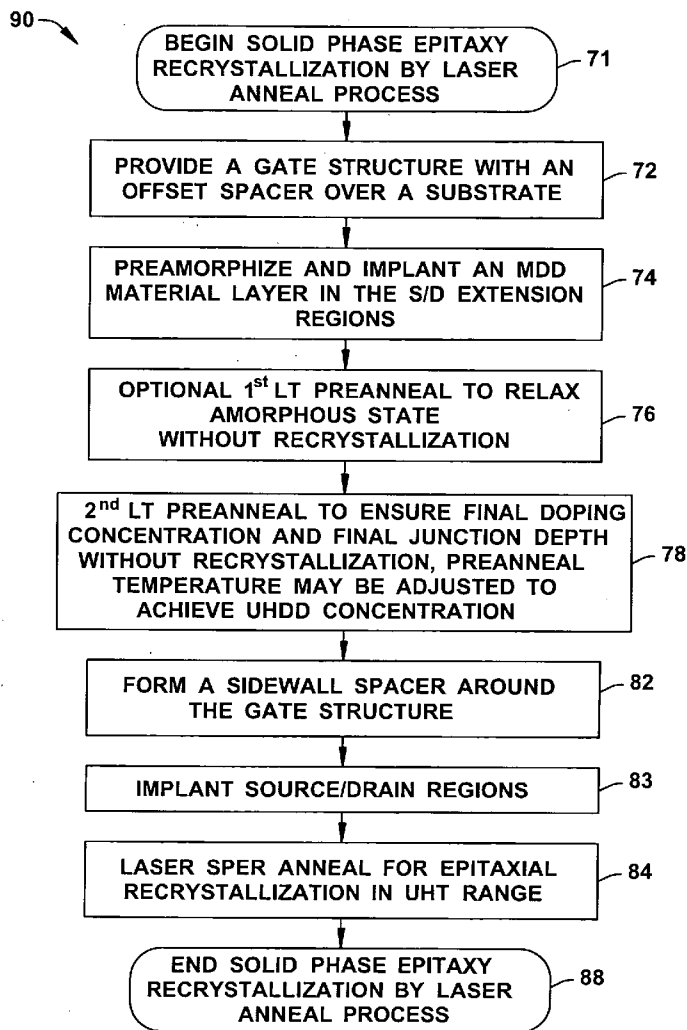 90
BEGIN SOLID PHASE EPITAXY
RECRYSTALLIZATION BY LASER
ANNEAL PROCESS
71
PROVIDE A GATE STRUCTURE WITH AN
OFFSET SPACER OVER A SUBSTRATE
72
PREAMORPHIZE AND IMPLANT AN MDD
MATERIAL LAYER IN THE S/D EXTENSION
REGIONS
74
OPTIONAL 1st LT PREANNEAL TO RELAX
AMORPHOUS STATE
WITHOUT RECRYSTALLIZATION
76
2nd LT PREANNEAL TO ENSURE FINAL DOPING
CONCENTRATION AND FINAL JUNCTION DEPTH
WITHOUT RECRYSTALLIZATION, PREANNEAL
TEMPERATURE MAY BE ADJUSTED TO
ACHIEVE UHDD CONCENTRATION
78
FORM A SIDEWALL SPACER AROUND
THE GATE STRUCTURE
82
IMPLANT SOURCE/DRAIN REGIONS
83
LASER SPER ANNEAL FOR EPITAXIAL
RECRYSTALLIZATION IN UHT RANGE
84
END SOLID PHASE EPITAXY
RECRYSTALLIZATION BY LASER
ANNEAL PROCESS
88